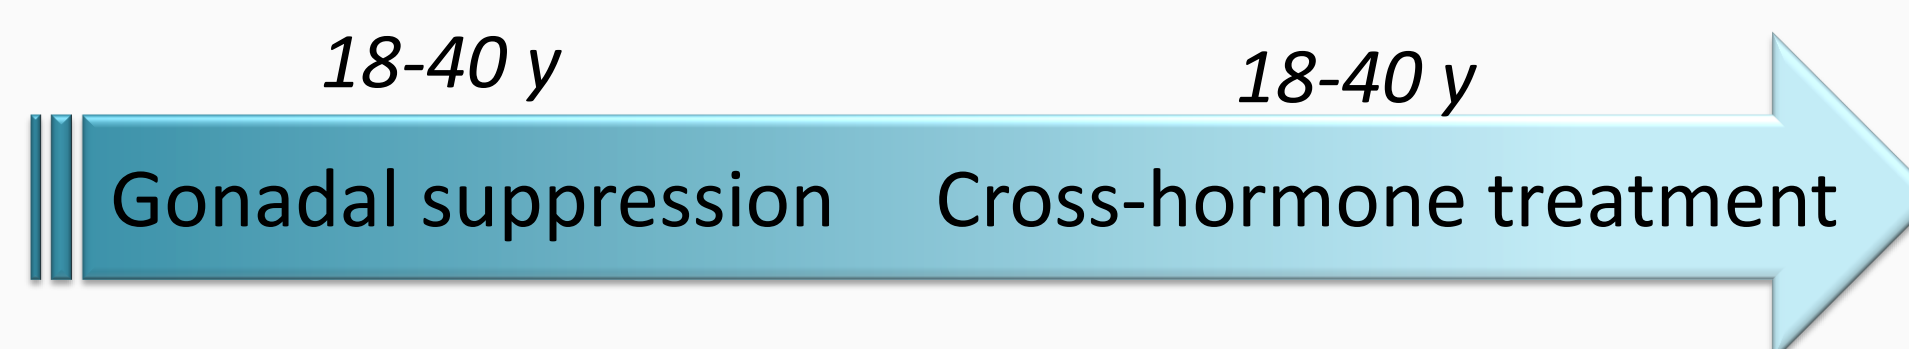 18-40 y 18-40 y
Gonadal suppression Cross-hormone treatment